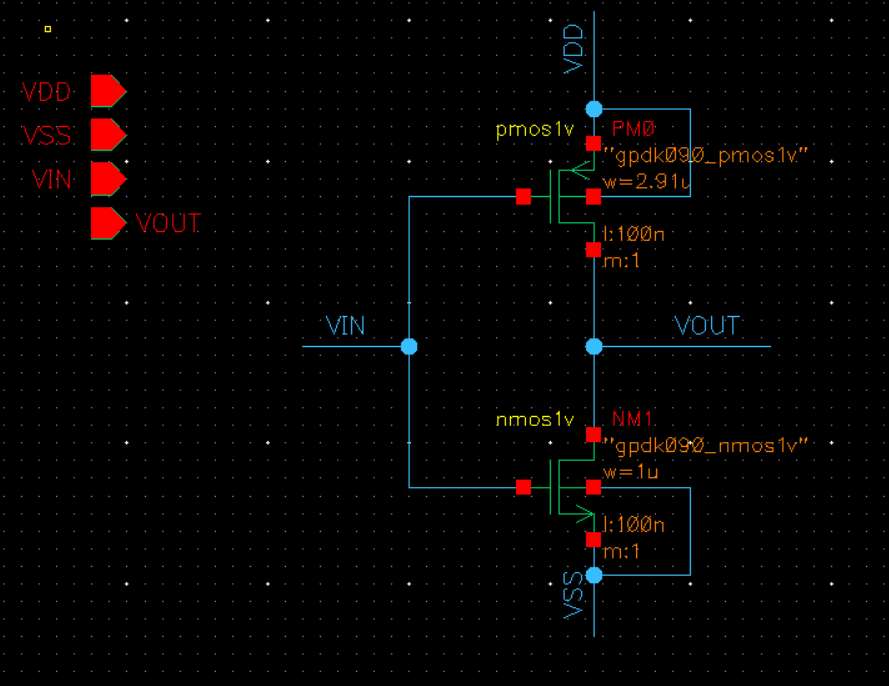 VDD
VSS
VIN
VOUT
VDD
pmos1v
PM0
"gpdk090_pmos1v"
w=2.91u
l:100n
m:1
VIN
VOUT
nmos1v
NM1
"gpdk090_nmos1v"
w=1u
l:100n
m:1
VSS